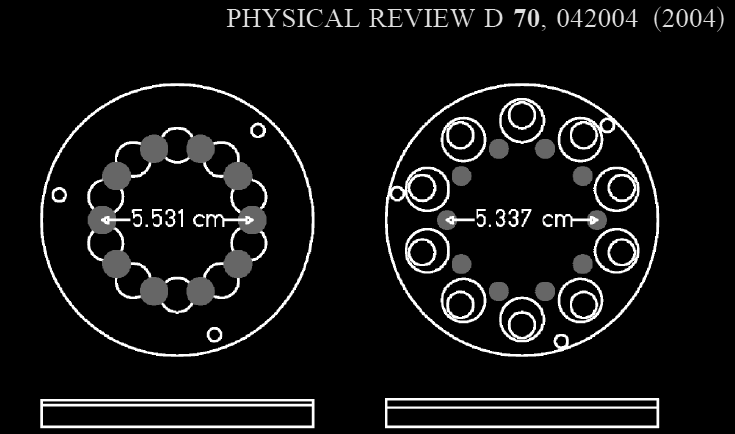 PHYSICAL REVIEW D 70, 042004 (2004)
5.531 cm
5.337 cm